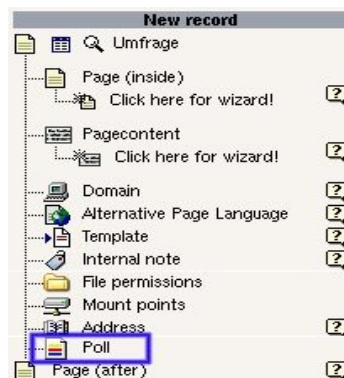 New record
Umfrage
Page (inside)
Click here for wizard!
Pagecontent
Click here for wizard!
Domain
Alternative Page Language
Template
Internal note
File permissions
Mount points
Address
Poll
Page (after)